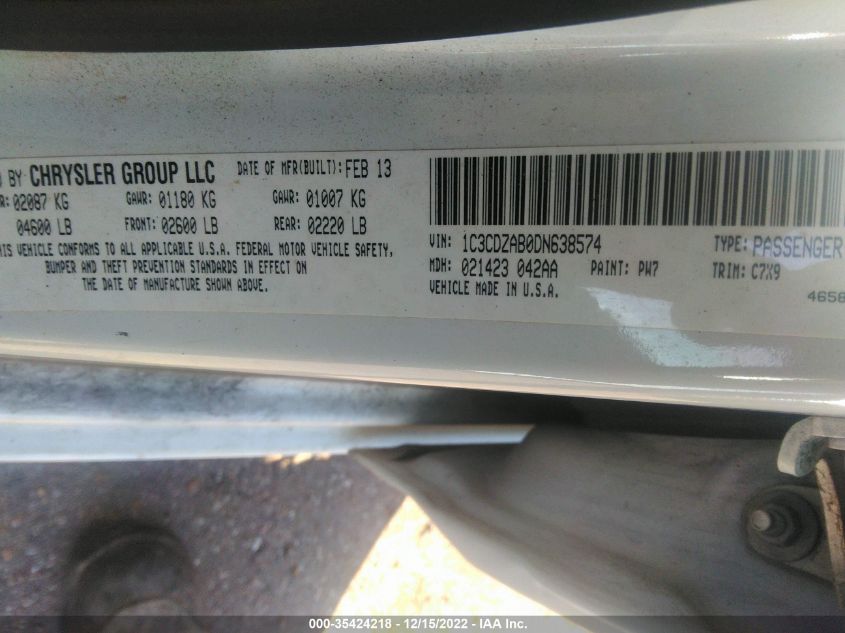 BY CHRYSLER GROUP LLC DATE OF MFR(BUILT): FEB 13
02087 KG GAWR: 01180 KG GAWR: 01007 KG
04600 LB FRONT: 02600 LB REAR: 02220 LB
THIS VEHICLE CONFORMS TO ALL APPLICABLE U.S.A. FEDERAL MOTOR VEHICLE SAFETY,
BUMPER AND THEFT PREVENTION STANDARDS IN EFFECT ON
THE DATE OF MANUFACTURE SHOWN ABOVE.
VIN: 1C3CDZAB0DN638574 TYPE: PASSENGER
MDH: 021423 042AA PAINT: PW7 TRIM: C7X9
VEHICLE MADE IN U.S.A.
4658
000-35424218 - 12/15/2022 - IAA Inc.